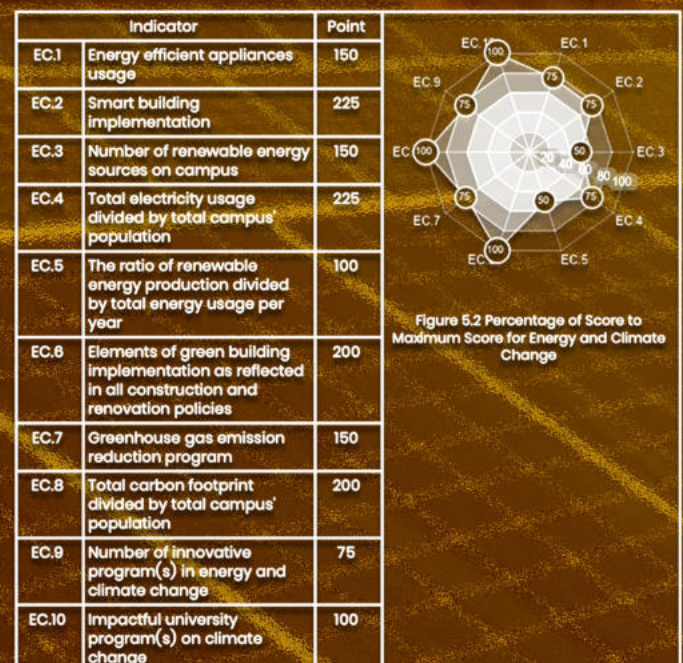 Indicator Point
EC.1 Energy efficient appliances 150
usage
EC.2 Smart building 225
implementation
EC.3 Number of renewable energy 150
sources on campus
EC.4 Total electricity usage 225
divided by total campus'
population
EC.5 The ratio of renewable 100
energy production divided
by total energy usage per
year
EC.6 Elements of green building 200
implementation as reflected
in all construction and
renovation policies
EC.7 Greenhouse gas emission 150
reduction program
EC.8 Total carbon footprint 200
divided by total campus'
population
EC.9 Number of innovative 75
program(s) in energy and
climate change
EC.10 Impactful university 100
program(s) on climate
change
EC.1
100
75
EC.9
EC.2
75
75
EC
100
50
EC.3
20 40 60 80 100
75
50
75
EC.7
EC.4
EC
100
EC.5
Figure 5.2 Percentage of Score to
Maximum Score for Energy and Climate
Change